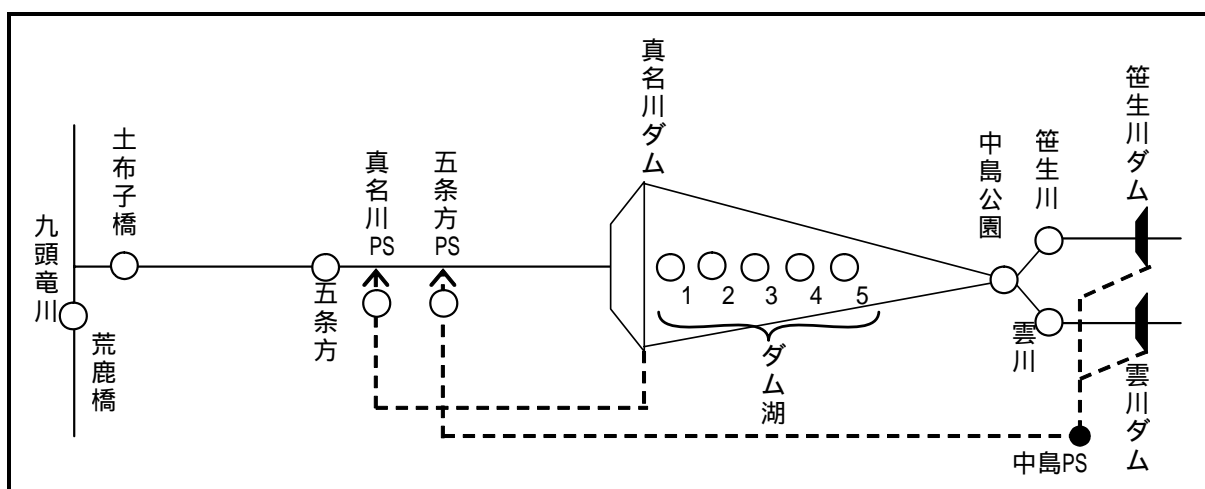 九頭竜川
土布子橋
荒鹿橋
五条方
真名川PS
五条方PS
真名川ダム
1 2 3 4 5
ダム湖
中島公園
笹生川
雲川
笹生川ダム
雲川ダム
中島PS